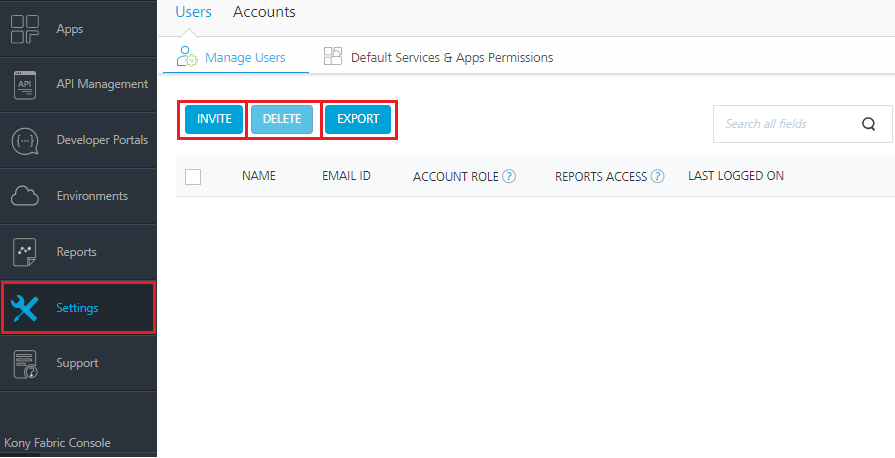 Users Accounts
Apps
Manage Users Default Services & Apps Permissions
API API Management
INVITE DELETE EXPORT Search all fields
Developer Portals
NAME EMAIL ID ACCOUNT ROLE ? REPORTS ACCESS ? LAST LOGGED ON
Environments
Reports
Settings
Support
Kony Fabric Console